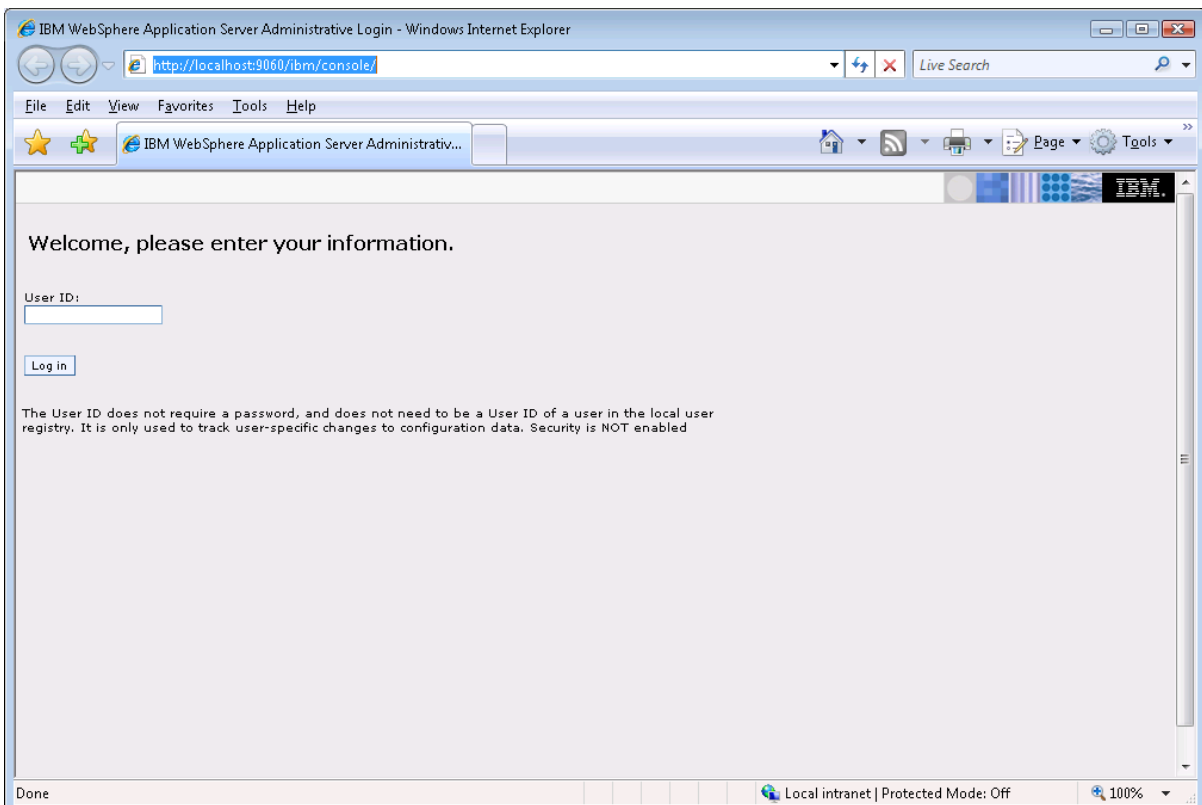 IBM WebSphere Application Server Administrative Login - Windows Internet Explorer
http://localhost:9060/ibm/console/
Live Search
File Edit View Favorites Tools Help
IBM WebSphere Application Server Administrativ...
Page
Tools
IBM.
Welcome, please enter your information.
User ID:
Log in
The User ID does not require a password, and does not need to be a User ID of a user in the local user
registry. It is only used to track user-specific changes to configuration data. Security is NOT enabled
Done
Local intranet | Protected Mode: Off
100%